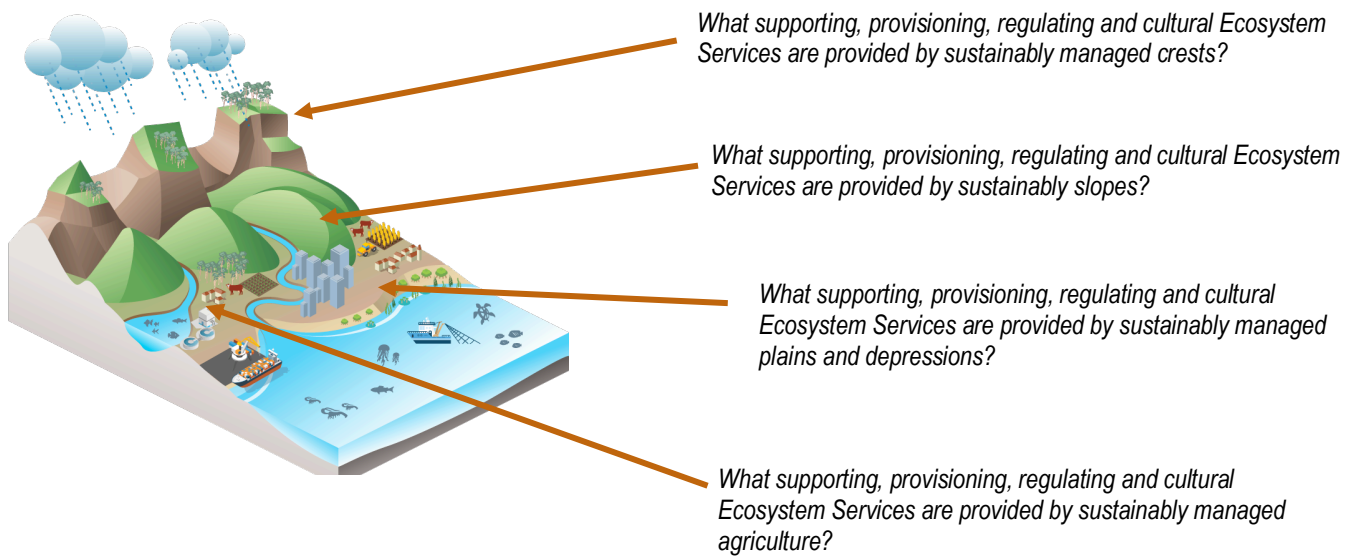 What supporting, provisioning, regulating and cultural Ecosystem
Services are provided by sustainably managed crests?
What supporting, provisioning, regulating and cultural Ecosystem
Services are provided by sustainably slopes?
What supporting, provisioning, regulating and cultural
Ecosystem Services are provided by sustainably managed
plains and depressions?
What supporting, provisioning, regulating and cultural
Ecosystem Services are provided by sustainably managed
agriculture?